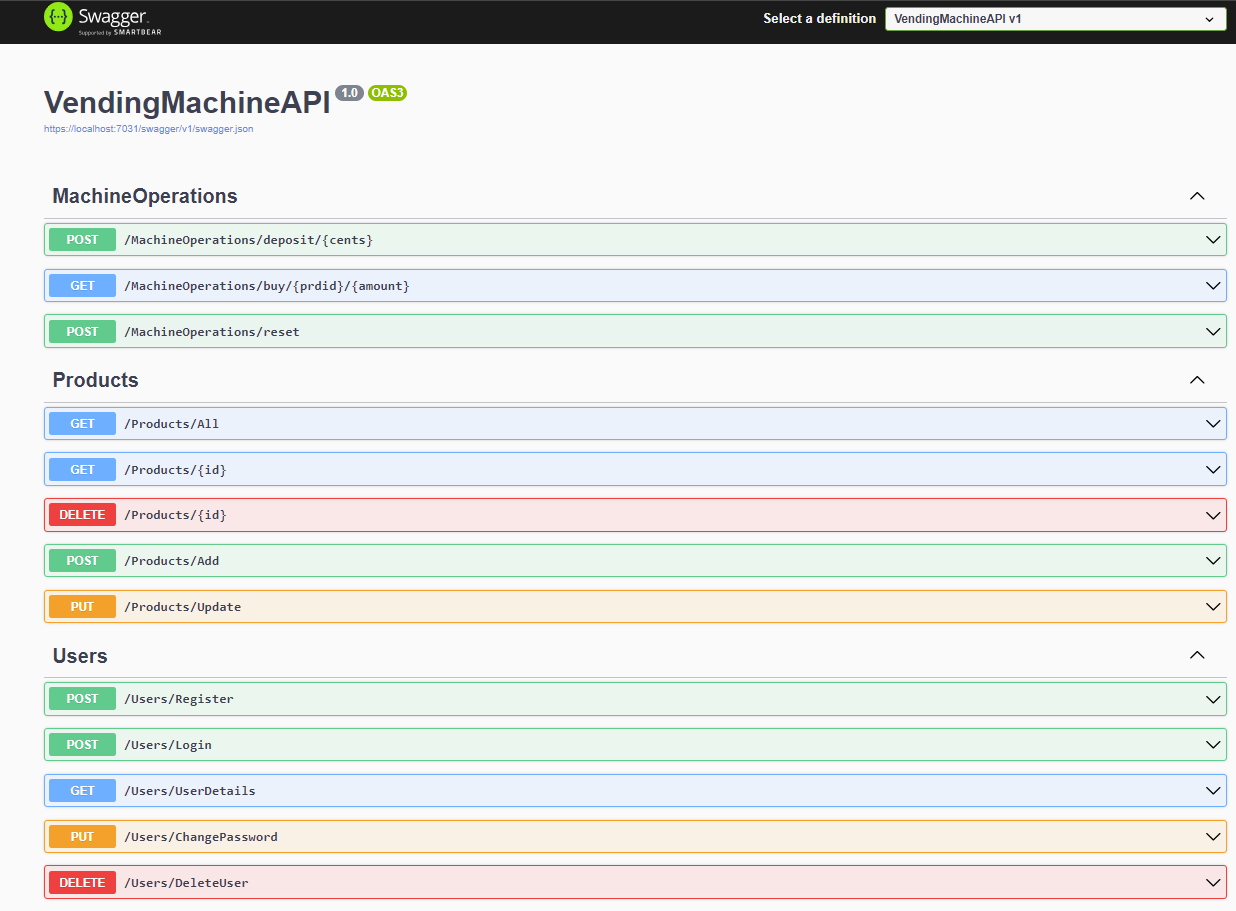 {··} Swagger.
Supported by SMARTBEAR
Select a definition VendingMachineAPI v1
VendingMachineAPI 1.0 OAS3
https://localhost:7031/swagger/v1/swagger.json
MachineOperations
POST /MachineOperations/deposit/{cents}
GET /MachineOperations/buy/{prdid}/{amount}
POST /MachineOperations/reset
Products
GET /Products/All
GET /Products/{id}
DELETE /Products/{id}
POST /Products/Add
PUT /Products/Update
Users
POST /Users/Register
POST /Users/Login
GET /Users/UserDetails
PUT /Users/ChangePassword
DELETE /Users/DeleteUser